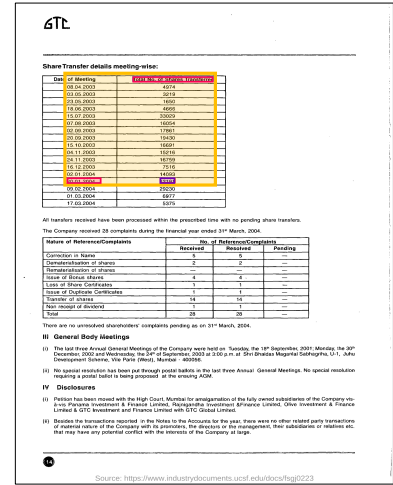 GTC
Share Transfer details meeting-wise:
Date of Meeting Total No. of Shares Transferred
08.04.2003 4974
03.05.2003 3219
23.05.2003 1650
18.06.2003 4666
15.07.2003 33029
07.08.2003 16054
02.09.2003 17861
20.09.2003 19430
15.10.2003 16691
04.11.2003 15216
24.11.2003 16759
16.12.2003 7516
02.01.2004 14093
09.02.2004 29230
01.03.2004 6977
17.03.2004 5375
All transfers received have been processed within the prescribed time with no pending share transfers.
The Company received 28 complaints during the financial year ended 31st March, 2004.
Nature of Reference/Complaints No. of Reference/Complaints
Received Resolved Pending
Correction in Name 5 5 —
Dematerialisation of shares 2 2 —
Rematerialisation of shares — — —
Issue of Bonus shares 4 4 —
Loss of Share Certificates 1 1 —
Issue of Duplicate Certificates 1 1 —
Transfer of shares 14 14 —
Non receipt of dividend 1 1 —
Total 28 28 —
There are no unresolved shareholders' complaints pending as on 31st March, 2004.
III General Body Meetings
(i) The last three Annual General Meetings of the Company were held on Tuesday, the 18th September, 2001; Monday, the 30th
December, 2002 and Wednesday, the 24th of September, 2003 at 3:00 p.m. at Shri Bhaidas Maganlal Sabhagriha, U-1, Juhu
Development Scheme, Vile Parle (West), Mumbai - 400056.
(ii) No special resolution has been put through postal ballots in the last three Annual General Meetings. No special resolution
requiring a postal ballot is being proposed at the ensuing AGM.
IV Disclosures
(i) Petition has been moved with the High Court, Mumbai for amalgamation of the fully owned subsidiaries of the Company vis-
à-vis Panama Investment & Finance Limited, Rajnigandha Investment &Finance Limited, Olive Investment & Finance
Limited & GTC Investment and Finance Limited with GTC Global Limited.
(ii) Besides the transactions reported in the Notes to the Accounts for the year, there were no other related party transactions
of material nature of the Company with its promoters, the directors or the management, their subsidiaries or relatives etc.
that may have any potential conflict with the interests of the Company at large.
14
Source: https://www.industrydocuments.ucsf.edu/docs/fsgj0223